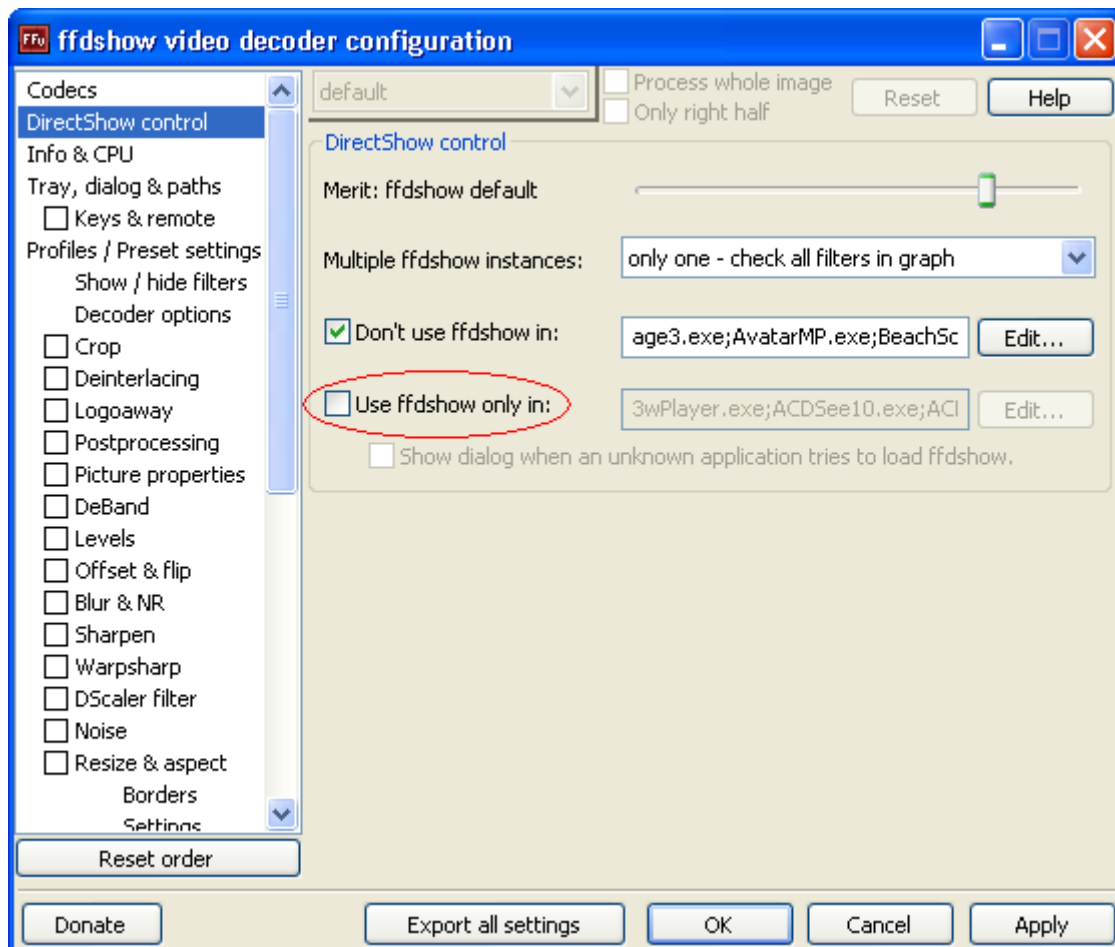 FFv ffdshow video decoder configuration
Codecs
DirectShow control
Info & CPU
Tray, dialog & paths
Keys & remote
Profiles / Preset settings
Show / hide filters
Decoder options
Crop
Deinterlacing
Logoaway
Postprocessing
Picture properties
DeBand
Levels
Offset & flip
Blur & NR
Sharpen
Warpsharp
DScaler filter
Noise
Resize & aspect
Borders
Settings
Reset order
default
Process whole image
Only right half
Reset
Help
DirectShow control
Merit: ffdshow default
Multiple ffdshow instances:
only one - check all filters in graph
Don't use ffdshow in:
age3.exe;AvatarMP.exe;BeachSc
Edit...
Use ffdshow only in:
3wPlayer.exe;ACDSee10.exe;ACI
Edit...
Show dialog when an unknown application tries to load ffdshow.
Donate
Export all settings
OK
Cancel
Apply